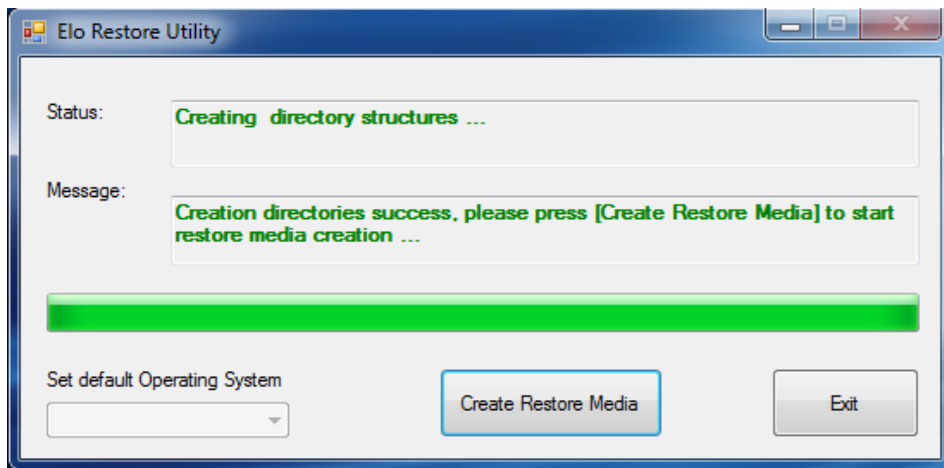 Elo Restore Utility
Status:
Creating  directory structures ...
Message:
Creation directories success, please press [Create Restore Media] to start
restore media creation ...
Set default Operating System
Create Restore Media
Exit